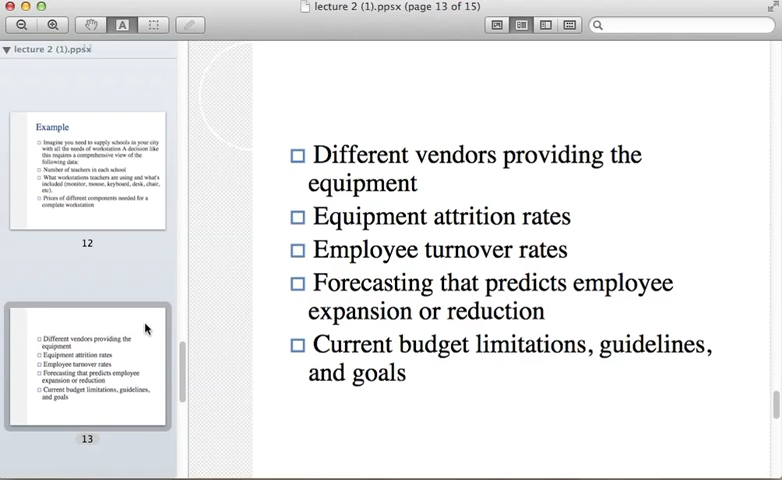 lecture 2 (1).ppsx (page 13 of 15)
A
lecture 2 (1).ppsx
Example
Imagine you need to supply schools in your city
with all the needs of workstation A decision like
this requires a comprehensive view of the
following data:
Number of teachers in each school
What workstations teachers are using and what's
included (monitor, mouse, keyboard, desk, chair,
etc).
Prices of different components needed for a
complete workstation
12
Different vendors providing the
equipment
Equipment attrition rates
Employee turnover rates
Forecasting that predicts employee
expansion or reduction
Current budget limitations, guidelines,
and goals
13
Different vendors providing the
equipment
Equipment attrition rates
Employee turnover rates
Forecasting that predicts employee
expansion or reduction
Current budget limitations, guidelines,
and goals